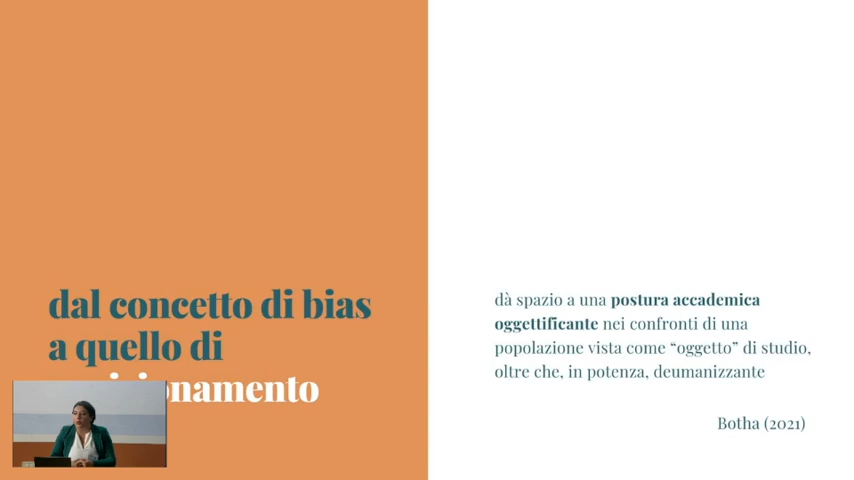 dal concetto di bias
a quello di
dà spazio a una postura accademica
oggettificante nei confronti di una
popolazione vista come “oggetto” di studio,
oltre che, in potenza, deumanizzante
Botha (2021)